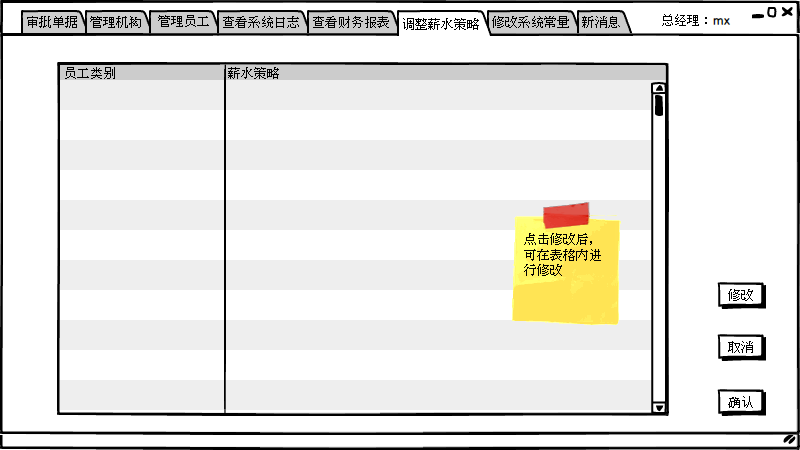 审批单据 管理机构 管理员工 查看系统日志 查看财务报表 调整薪水策略 修改系统常量 新消息 总经理：mx
员工类别 薪水策略
点击修改后，
可在表格内进
行修改
修改
取消
确认